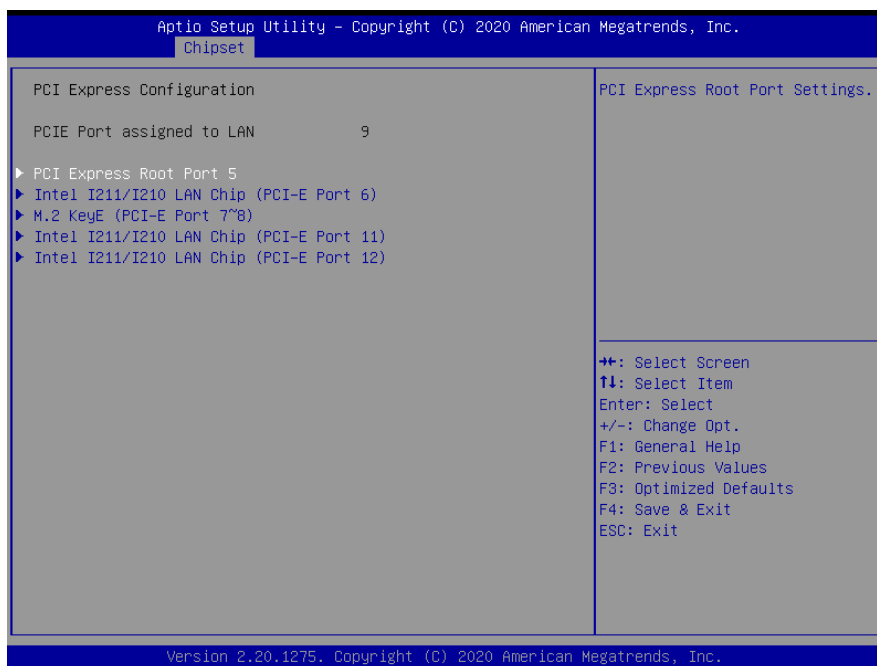 Aptio Setup Utility – Copyright (C) 2020 American Megatrends, Inc.
Chipset
PCI Express Configuration
PCIE Port assigned to LAN 9
▶ PCI Express Root Port 5
▶ Intel I211/I210 LAN Chip (PCI-E Port 6)
▶ M.2 KeyE (PCI-E Port 7~8)
▶ Intel I211/I210 LAN Chip (PCI-E Port 11)
▶ Intel I211/I210 LAN Chip (PCI-E Port 12)
PCI Express Root Port Settings.
→←: Select Screen
↑↓: Select Item
Enter: Select
+/-: Change Opt.
F1: General Help
F2: Previous Values
F3: Optimized Defaults
F4: Save & Exit
ESC: Exit
Version 2.20.1275. Copyright (C) 2020 American Megatrends, Inc.